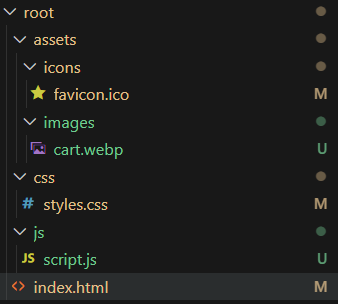 root
assets
icons
favicon.ico M
images
cart.webp U
css
# styles.css M
js
JS script.js U
<> index.html M